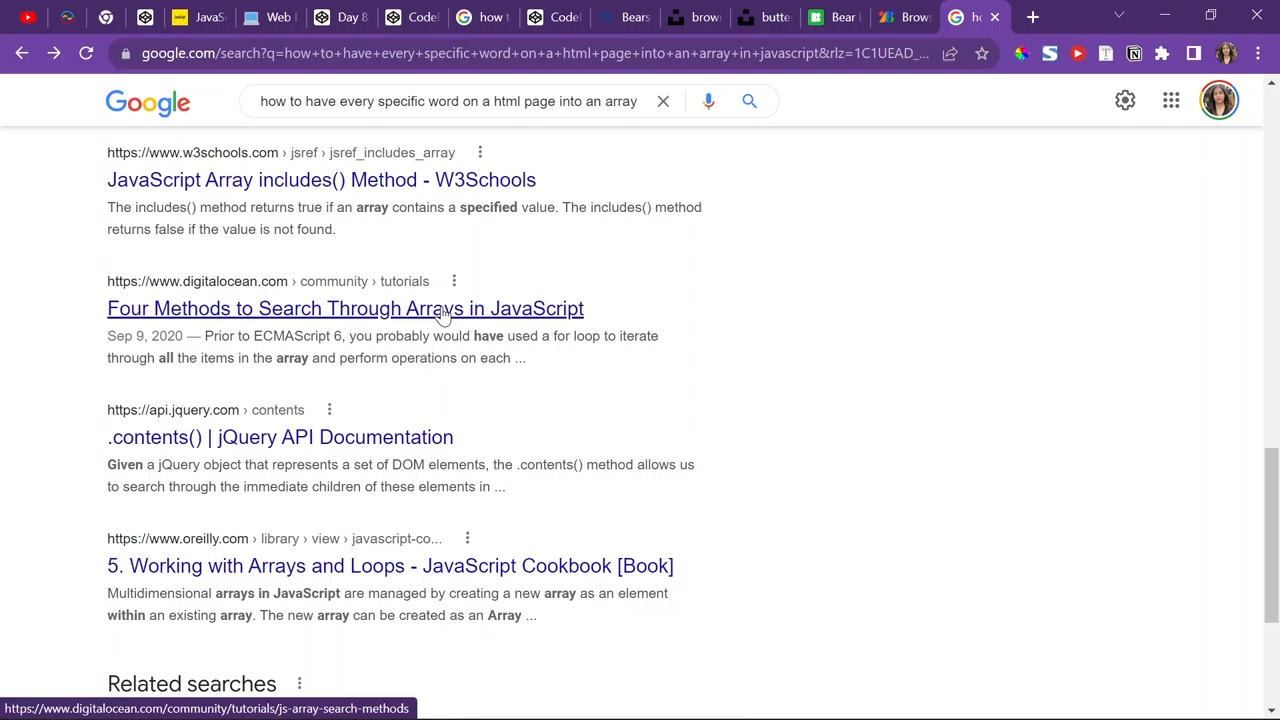 JavaS
Web D
Day 8
Codel
how t
Codel
Bears
brow
butte
Bear l
Brows
ho
google.com/search?q=how+to+have+every+specific+word+on+a+html+page+into+an+array+in+javascript&rlz=1C1UEAD_...
Google
how to have every specific word on a html page into an array
https://www.w3schools.com › jsref › jsref_includes_array
JavaScript Array includes() Method - W3Schools
The includes() method returns true if an array contains a specified value. The includes() method
returns false if the value is not found.
https://www.digitalocean.com › community › tutorials
Four Methods to Search Through Arrays in JavaScript
Sep 9, 2020 — Prior to ECMAScript 6, you probably would have used a for loop to iterate
through all the items in the array and perform operations on each ...
https://api.jquery.com › contents
.contents() | jQuery API Documentation
Given a jQuery object that represents a set of DOM elements, the .contents() method allows us
to search through the immediate children of these elements in ...
https://www.oreilly.com › library › view › javascript-co...
5. Working with Arrays and Loops - JavaScript Cookbook [Book]
Multidimensional arrays in JavaScript are managed by creating a new array as an element
within an existing array. The new array can be created as an Array ...
Related searches
https://www.digitalocean.com/community/tutorials/js-array-search-methods